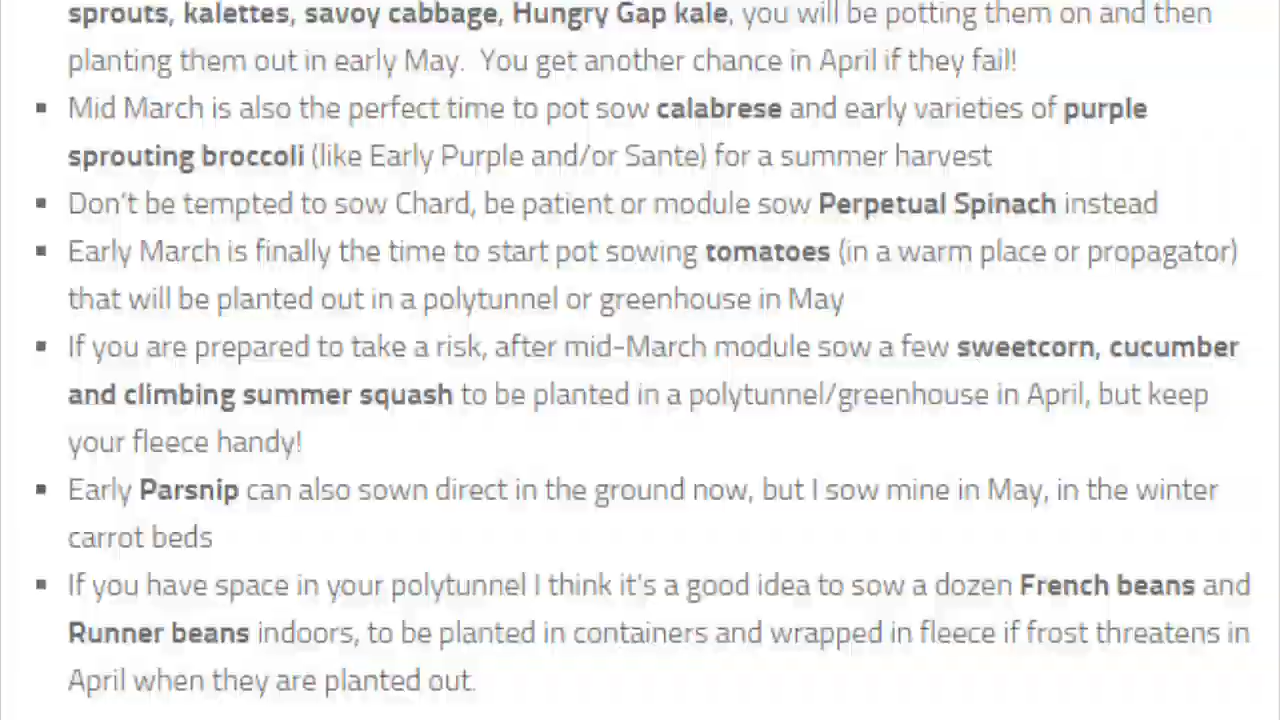 sprouts, kalettes, savoy cabbage, Hungry Gap kale, you will be potting them on and then
planting them out in early May. You get another chance in April if they fail!
▪ Mid March is also the perfect time to pot sow calabrese and early varieties of purple
sprouting broccoli (like Early Purple and/or Sante) for a summer harvest
▪ Don't be tempted to sow Chard, be patient or module sow Perpetual Spinach instead
▪ Early March is finally the time to start pot sowing tomatoes (in a warm place or propagator)
that will be planted out in a polytunnel or greenhouse in May
▪ If you are prepared to take a risk, after mid-March module sow a few sweetcorn, cucumber
and climbing summer squash to be planted in a polytunnel/greenhouse in April, but keep
your fleece handy!
▪ Early Parsnip can also sown direct in the ground now, but I sow mine in May, in the winter
carrot beds
▪ If you have space in your polytunnel I think it's a good idea to sow a dozen French beans and
Runner beans indoors, to be planted in containers and wrapped in fleece if frost threatens in
April when they are planted out.